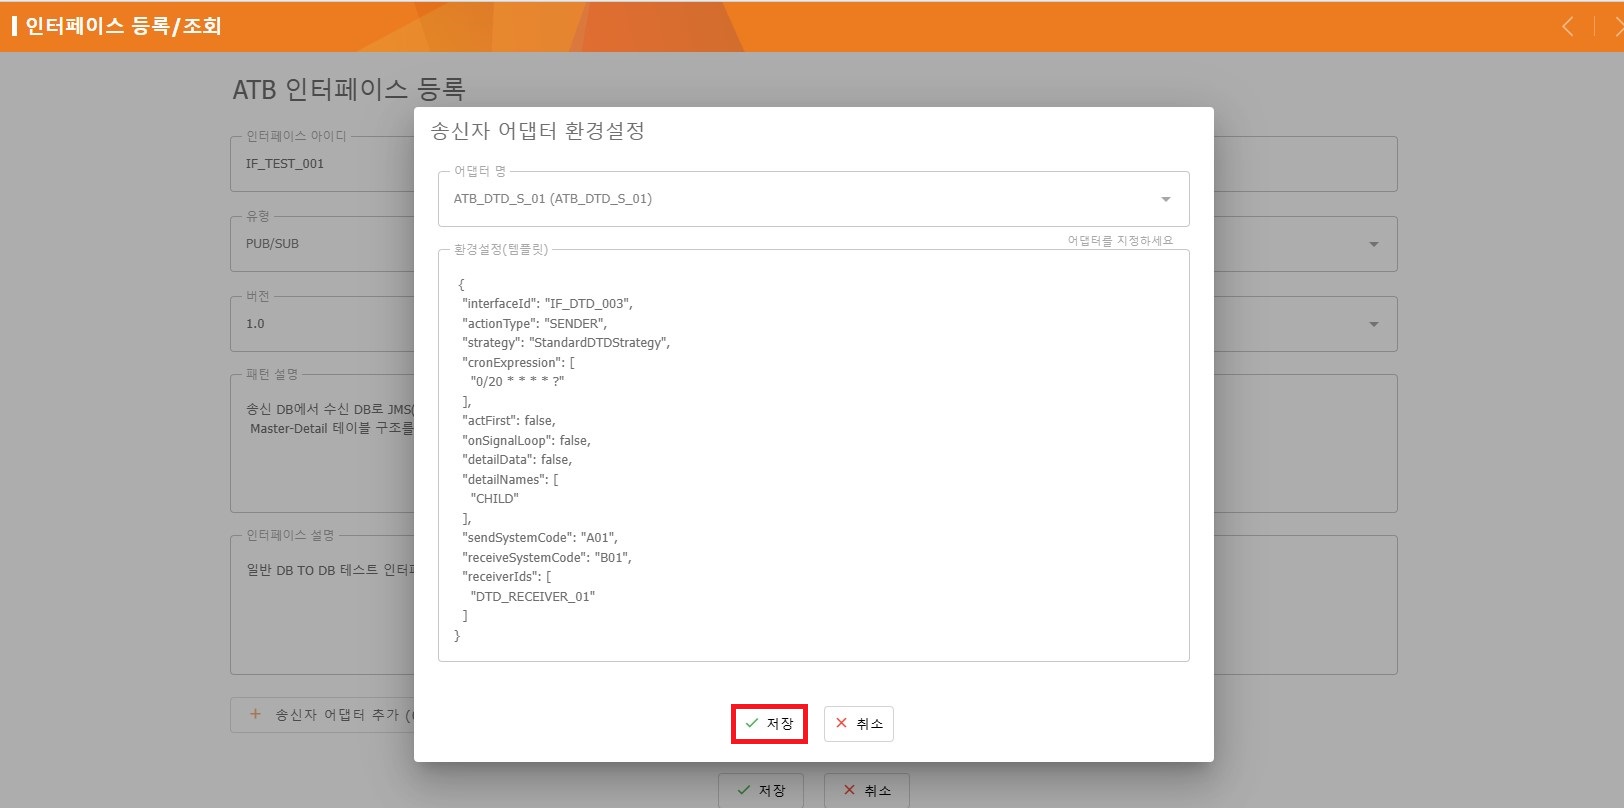 인터페이스 등록/조회
ATB 인터페이스 등록
인터페이스 아이디
IF_TEST_001
유형
PUB/SUB
버전
1.0
패턴 설명
송신 DB에서 수신 DB로 JMS(
Master-Detail 테이블 구조를
인터페이스 설명
일반 DB TO DB 테스트 인터
송신자 어댑터 추가 (
송신자 어댑터 환경설정
어댑터 명
ATB_DTD_S_01 (ATB_DTD_S_01)
어댑터를 지정하세요
환경설정(템플릿)
{
"interfaceId": "IF_DTD_003",
"actionType": "SENDER",
"strategy": "StandardDTDStrategy",
"cronExpression": [
"0/20 * * * * ?"
],
"actFirst": false,
"onSignalLoop": false,
"detailData": false,
"detailNames": [
"CHILD"
],
"sendSystemCode": "A01",
"receiveSystemCode": "B01",
"receiverIds": [
"DTD_RECEIVER_01"
]
}
저장 취소
저장 취소